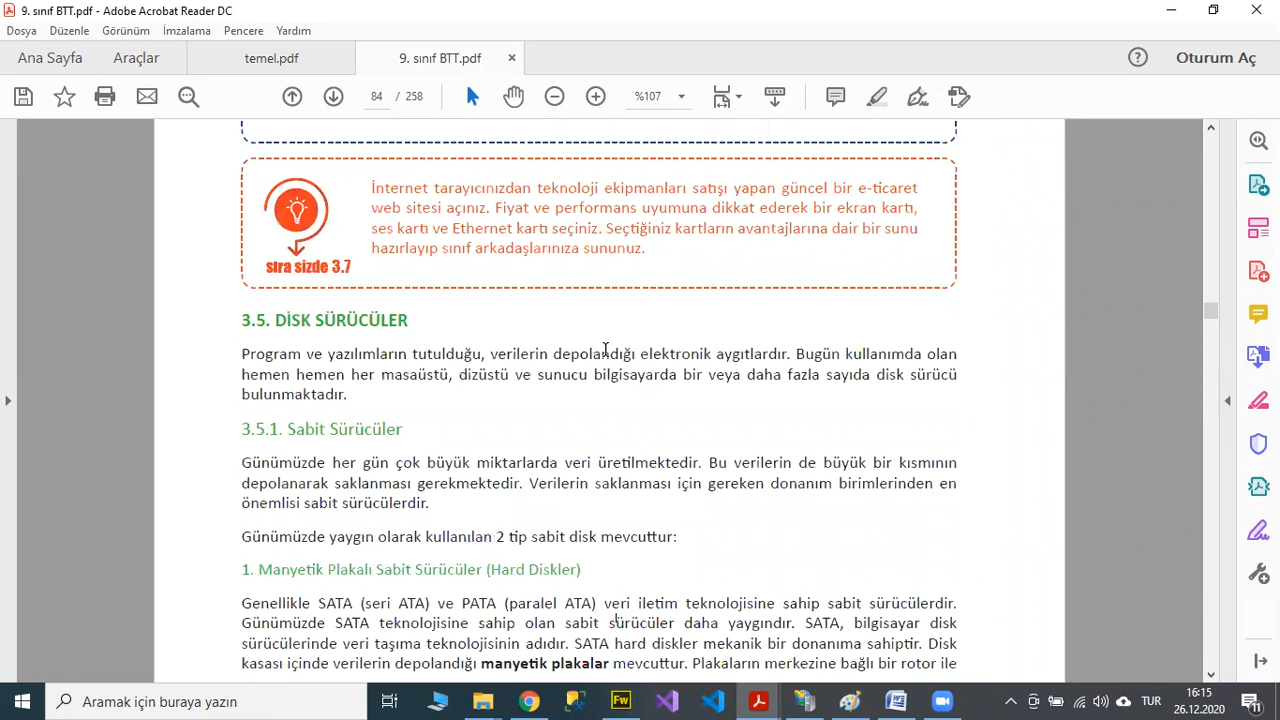 9. sınıf BTT.pdf - Adobe Acrobat Reader DC
Dosya Düzenle Görünüm İmzalama Pencere Yardım
Ana Sayfa Araçlar temel.pdf 9. sınıf BTT.pdf × ? Oturum Aç
84 / 258 %107
İnternet tarayıcınızdan teknoloji ekipmanları satışı yapan güncel bir e-ticaret
web sitesi açınız. Fiyat ve performans uyumuna dikkat ederek bir ekran kartı,
ses kartı ve Ethernet kartı seçiniz. Seçtiğiniz kartların avantajlarına dair bir sunu
hazırlayıp sınıf arkadaşlarınıza sununuz.
sıra sizde 3.7
3.5. DİSK SÜRÜCÜLER
Program ve yazılımların tutulduğu, verilerin depolandığı elektronik aygıtlardır. Bugün kullanımda olan
hemen hemen her masaüstü, dizüstü ve sunucu bilgisayarda bir veya daha fazla sayıda disk sürücü
bulunmaktadır.
3.5.1. Sabit Sürücüler
Günümüzde her gün çok büyük miktarlarda veri üretilmektedir. Bu verilerin de büyük bir kısmının
depolanarak saklanması gerekmektedir. Verilerin saklanması için gereken donanım birimlerinden en
önemlisi sabit sürücülerdir.
Günümüzde yaygın olarak kullanılan 2 tip sabit disk mevcuttur:
1. Manyetik Plakalı Sabit Sürücüler (Hard Diskler)
Genellikle SATA (seri ATA) ve PATA (paralel ATA) veri iletim teknolojisine sahip sabit sürücülerdir.
Günümüzde SATA teknolojisine sahip olan sabit sürücüler daha yaygındır. SATA, bilgisayar disk
sürücülerinde veri taşıma teknolojisinin adıdır. SATA hard diskler mekanik bir donanıma sahiptir. Disk
kasası içinde verilerin depolandığı manyetik plakalar mevcuttur. Plakaların merkezine bağlı bir rotor ile
Aramak için buraya yazın Fw TUR 16:15
26.12.2020 11